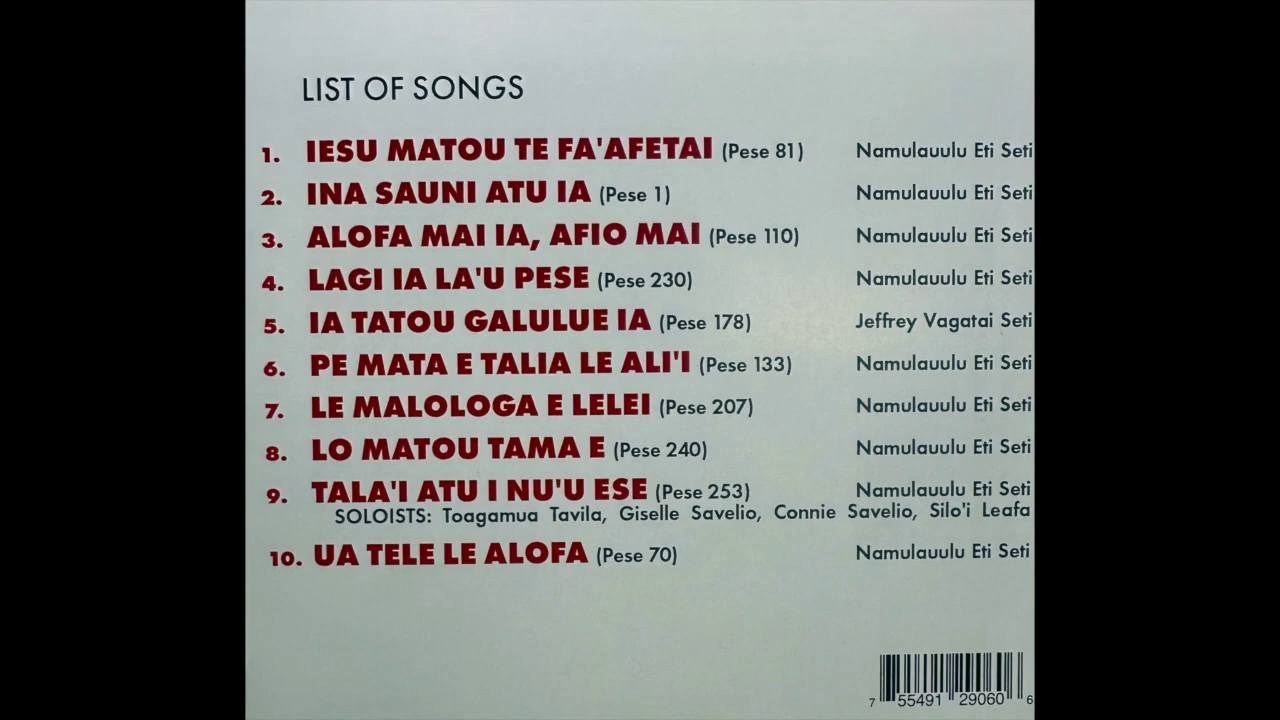 LIST OF SONGS
1. IESU MATOU TE FA'AFETAI (Pese 81) Namulauulu Eti Seti
2. INA SAUNI ATU IA (Pese 1) Namulauulu Eti Seti
3. ALOFA MAI IA, AFIO MAI (Pese 110) Namulauulu Eti Seti
4. LAGI IA LA'U PESE (Pese 230) Namulauulu Eti Seti
5. IA TATOU GALULUE IA (Pese 178) Jeffrey Vagatai Seti
6. PE MATA E TALIA LE ALI'I (Pese 133) Namulauulu Eti Seti
7. LE MALOLOGA E LELEI (Pese 207) Namulauulu Eti Seti
8. LO MATOU TAMA E (Pese 240) Namulauulu Eti Seti
9. TALA'I ATU I NU'U ESE (Pese 253) Namulauulu Eti Seti
SOLOISTS: Toagamua Tavila, Giselle Savelio, Connie Savelio, Silo'i Leafa
10. UA TELE LE ALOFA (Pese 70) Namulauulu Eti Seti
7 55491 29060 6